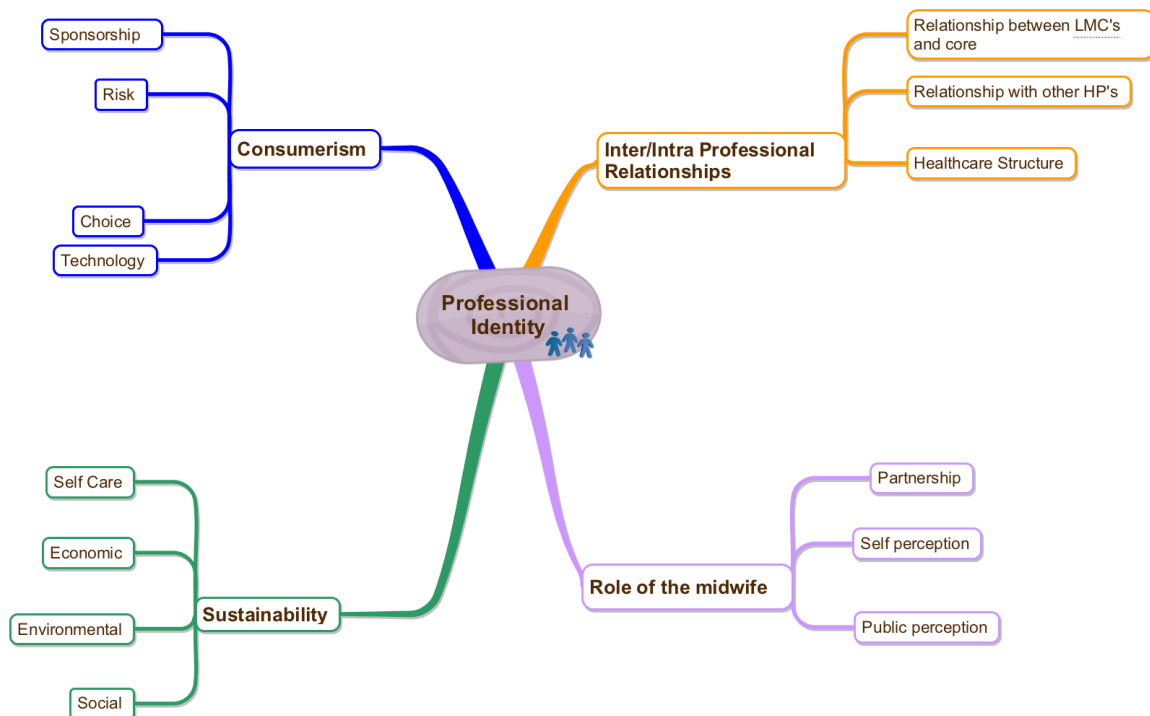 Sponsorship
Risk
Consumerism
Choice
Technology
Relationship between LMC's
and core
Relationship with other HP's
Inter/Intra Professional
Relationships
Healthcare Structure
Professional
Identity
Self Care
Economic
Sustainability
Environmental
Social
Partnership
Self perception
Role of the midwife
Public perception